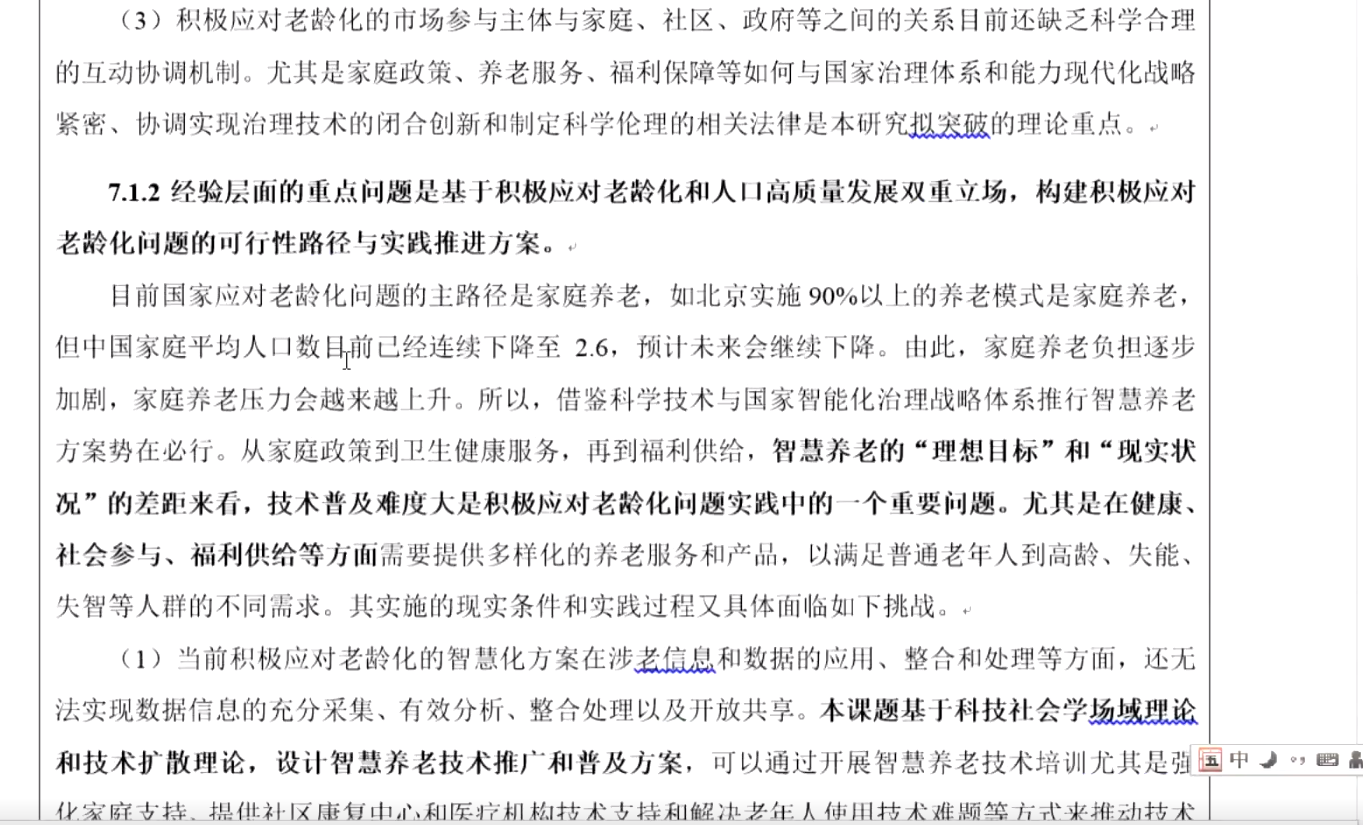 （3）积极应对老龄化的市场参与主体与家庭、社区、政府等之间的关系目前还缺乏科学合理
的互动协调机制。尤其是家庭政策、养老服务、福利保障等如何与国家治理体系和能力现代化战略
紧密、协调实现治理技术的闭合创新和制定科学伦理的相关法律是本研究拟突破的理论重点。
7.1.2 经验层面的重点问题是基于积极应对老龄化和人口高质量发展双重立场，构建积极应对
老龄化问题的可行性路径与实践推进方案。
目前国家应对老龄化问题的主路径是家庭养老，如北京实施 90%以上的养老模式是家庭养老，
但中国家庭平均人口数目前已经连续下降至 2.6，预计未来会继续下降。由此，家庭养老负担逐步
加剧，家庭养老压力会越来越上升。所以，借鉴科学技术与国家智能化治理战略体系推行智慧养老
方案势在必行。从家庭政策到卫生健康服务，再到福利供给，智慧养老的“理想目标”和“现实状
况”的差距来看，技术普及难度大是积极应对老龄化问题实践中的一个重要问题。尤其是在健康、
社会参与、福利供给等方面需要提供多样化的养老服务和产品，以满足普通老年人到高龄、失能、
失智等人群的不同需求。其实施的现实条件和实践过程又具体面临如下挑战。
（1）当前积极应对老龄化的智慧化方案在涉老信息和数据的应用、整合和处理等方面，还无
法实现数据信息的充分采集、有效分析、整合处理以及开放共享。本课题基于科技社会学场域理论
和技术扩散理论，设计智慧养老技术推广和普及方案，可以通过开展智慧养老技术培训尤其是强
五 中
化家庭支持、提供社区康复中心和医疗机构技术支持和解决老年人使用技术难题等方式来推动技术